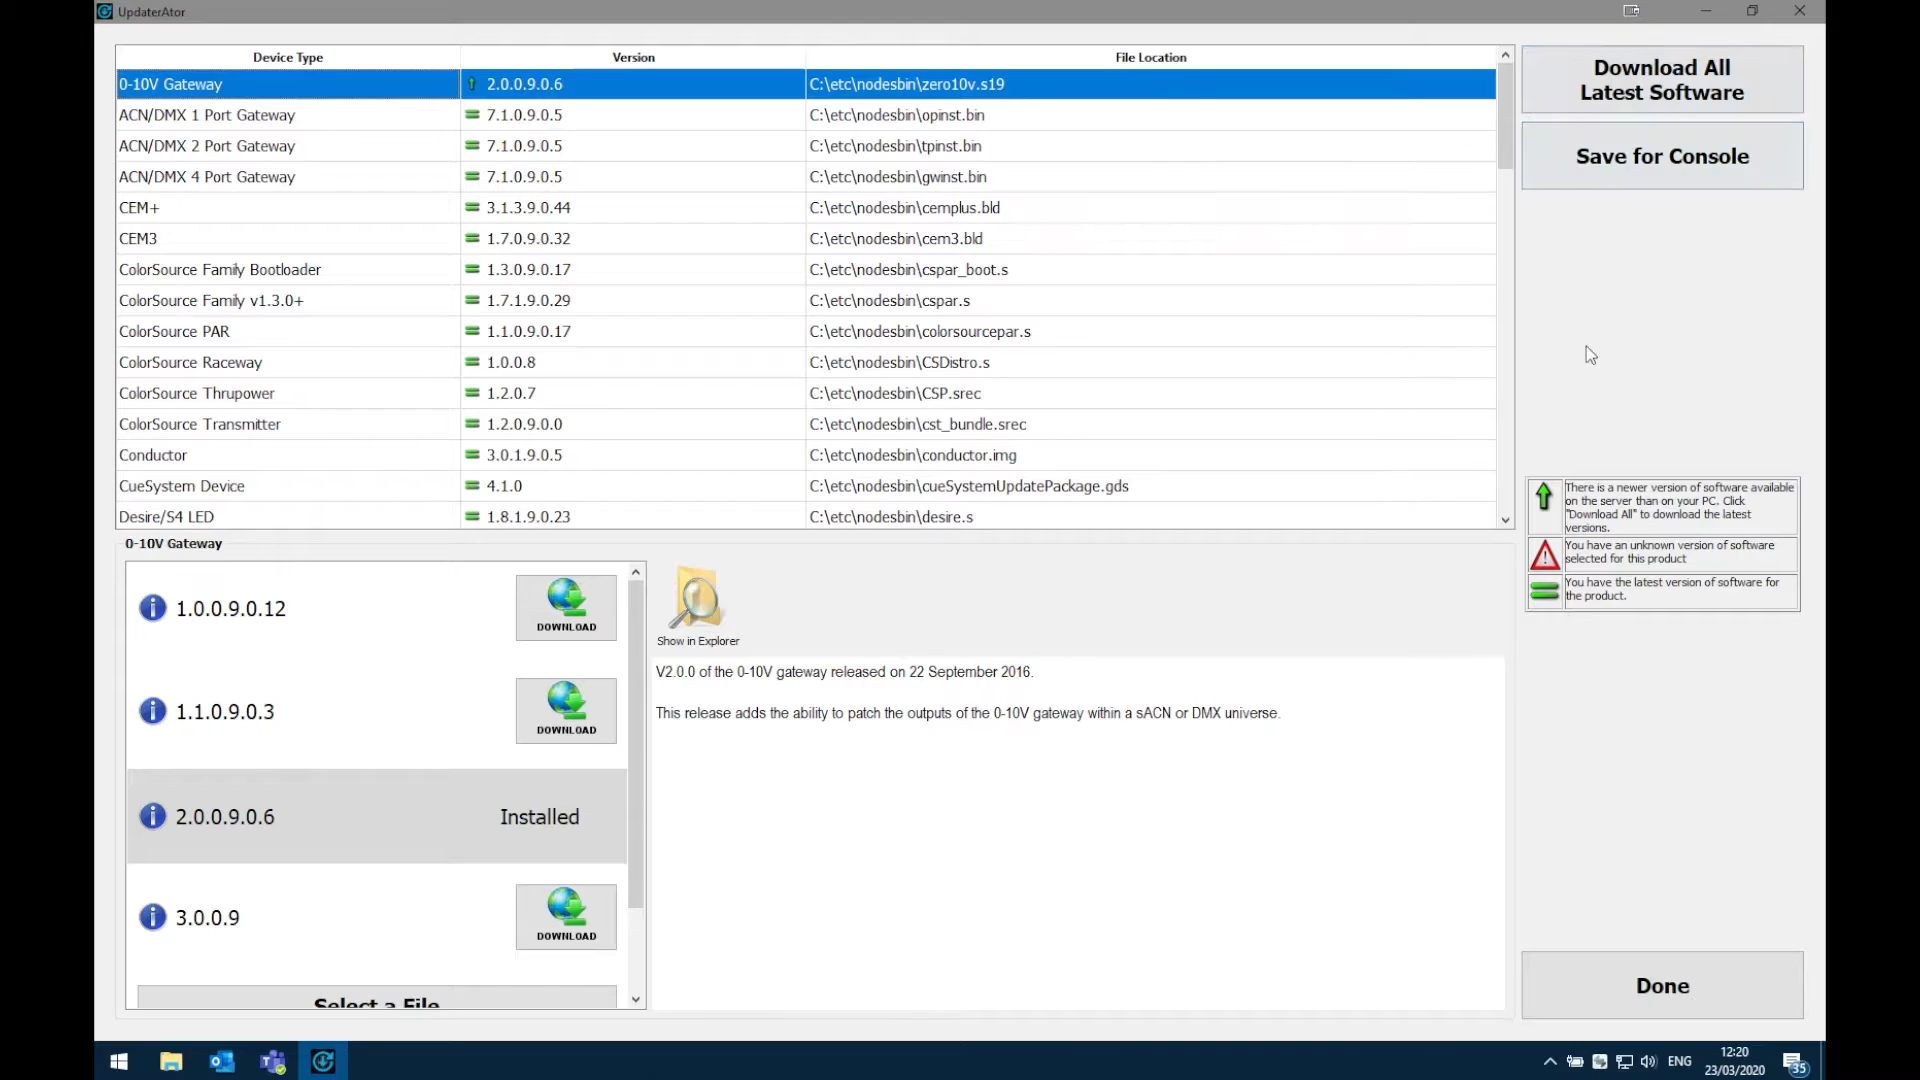 UpdaterAtor
Device Type Version File Location
0-10V Gateway 2.0.0.9.0.6 C:\etc\nodesbin\zero10v.s19
ACN/DMX 1 Port Gateway 7.1.0.9.0.5 C:\etc\nodesbin\opinst.bin
ACN/DMX 2 Port Gateway 7.1.0.9.0.5 C:\etc\nodesbin\tpinst.bin
ACN/DMX 4 Port Gateway 7.1.0.9.0.5 C:\etc\nodesbin\gwinst.bin
CEM+ 3.1.3.9.0.44 C:\etc\nodesbin\cemplus.bld
CEM3 1.7.0.9.0.32 C:\etc\nodesbin\cem3.bld
ColorSource Family Bootloader 1.3.0.9.0.17 C:\etc\nodesbin\cspar_boot.s
ColorSource Family v1.3.0+ 1.7.1.9.0.29 C:\etc\nodesbin\cspar.s
ColorSource PAR 1.1.0.9.0.17 C:\etc\nodesbin\colorsourcepar.s
ColorSource Raceway 1.0.0.8 C:\etc\nodesbin\CSDistro.s
ColorSource Thrupower 1.2.0.7 C:\etc\nodesbin\CSP.srec
ColorSource Transmitter 1.2.0.9.0.0 C:\etc\nodesbin\cst_bundle.srec
Conductor 3.0.1.9.0.5 C:\etc\nodesbin\conductor.img
CueSystem Device 4.1.0 C:\etc\nodesbin\cueSystemUpdatePackage.gds
Desire/S4 LED 1.8.1.9.0.23 C:\etc\nodesbin\desire.s
Download All
Latest Software
Save for Console
There is a newer version of software available
on the server than on your PC. Click
"Download All" to download the latest
versions.
You have an unknown version of software
selected for this product
You have the latest version of software for
the product.
0-10V Gateway
1.0.0.9.0.12
DOWNLOAD
1.1.0.9.0.3
DOWNLOAD
2.0.0.9.0.6 Installed
3.0.0.9
DOWNLOAD
Select a File
Show in Explorer
V2.0.0 of the 0-10V gateway released on 22 September 2016.
This release adds the ability to patch the outputs of the 0-10V gateway within a sACN or DMX universe.
Done
ENG
12:20
23/03/2020
35